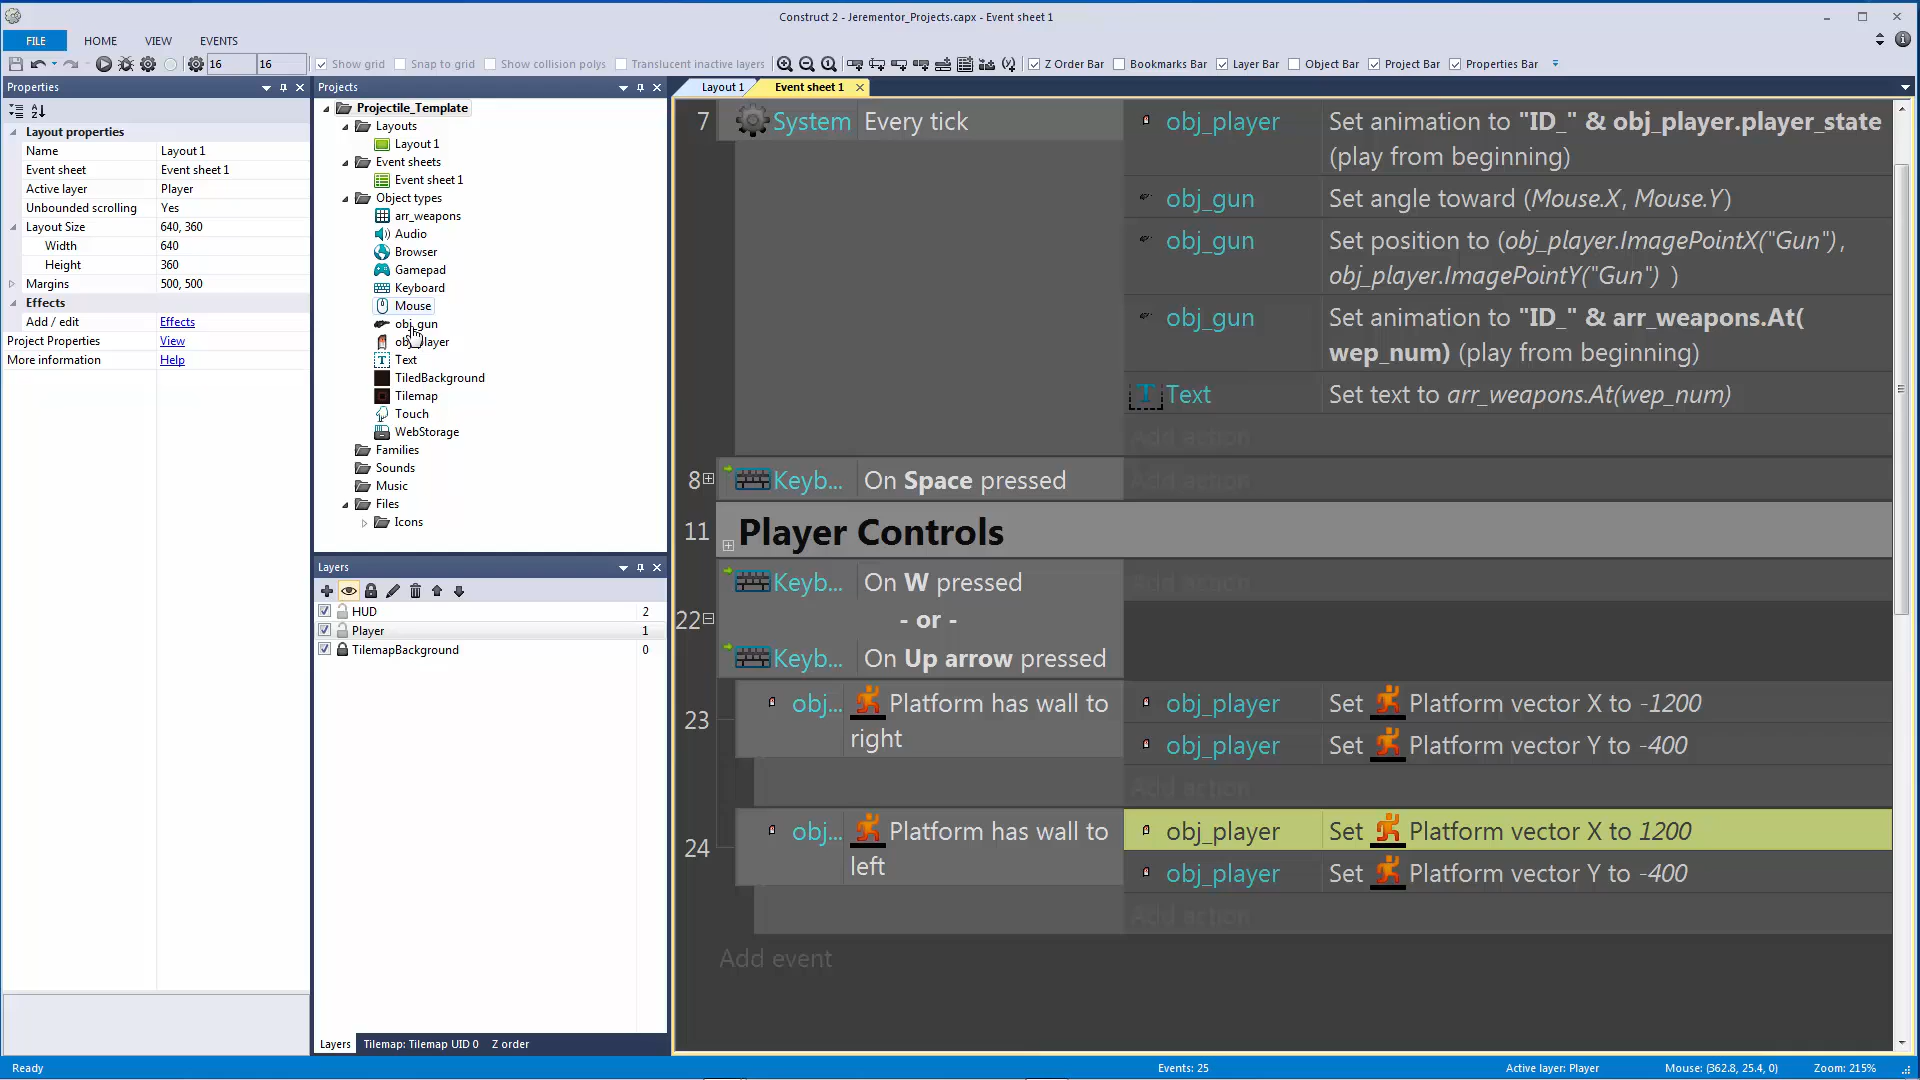 Construct 2 - Jerementor_Projects.capx - Event sheet 1
FILE HOME VIEW EVENTS
16 16 Show grid Snap to grid Show collision polys Translucent inactive layers Z Order Bar Bookmarks Bar Layer Bar Object Bar Project Bar Properties Bar
Properties
Layout properties
Name Layout 1
Event sheet Event sheet 1
Active layer Player
Unbounded scrolling Yes
Layout Size 640, 360
Width 640
Height 360
Margins 500, 500
Effects
Add / edit Effects
Project Properties View
More information Help
Projects
Projectile_Template
Layouts
Layout 1
Event sheets
Event sheet 1
Object types
arr_weapons
Audio
Browser
Gamepad
Keyboard
Mouse
obj_gun
obj_player
Text
TiledBackground
Tilemap
Touch
WebStorage
Families
Sounds
Music
Files
Icons
Layers
HUD 2
Player 1
TilemapBackground 0
Layers Tilemap: Tilemap UID 0 Z order
Layout 1 Event sheet 1
7 System Every tick
obj_player Set animation to "ID_" & obj_player.player_state
(play from beginning)
obj_gun Set angle toward (Mouse.X, Mouse.Y)
obj_gun Set position to (obj_player.ImagePointX("Gun"),
obj_player.ImagePointY("Gun") )
obj_gun Set animation to "ID_" & arr_weapons.At(
wep_num) (play from beginning)
T Text Set text to arr_weapons.At(wep_num)
Add action
8 Keyb... On Space pressed Add action
11 Player Controls
Keyb... On W pressed Add action
22 - or -
Keyb... On Up arrow pressed
23 obj... Platform has wall to
right
obj_player Set Platform vector X to -1200
obj_player Set Platform vector Y to -400
Add action
24 obj... Platform has wall to
left
obj_player Set Platform vector X to 1200
obj_player Set Platform vector Y to -400
Add action
Add event
Ready Events: 25 Active layer: Player Mouse: (362.8, 25.4, 0) Zoom: 215%